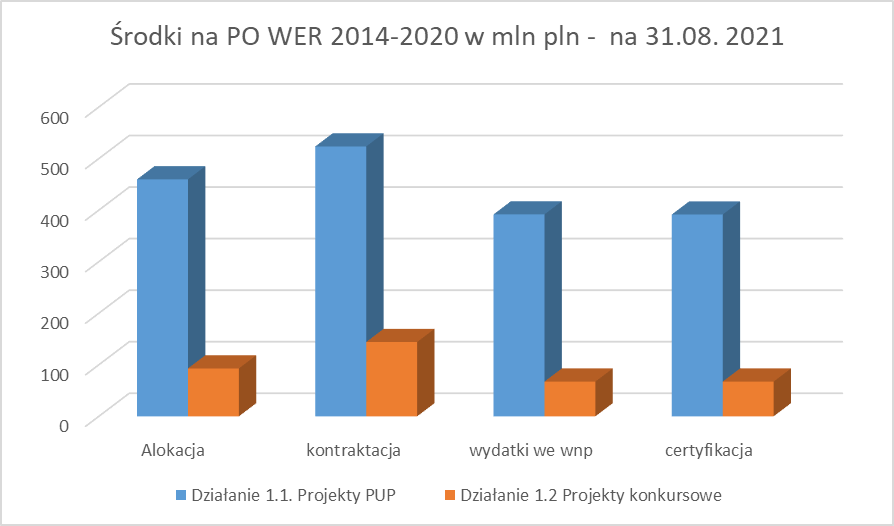 Środki na PO WER 2014-2020 w mln pln - na 31.08. 2021
600
500
400
300
200
100
0
Alokacja kontraktacja wydatki we wnp certyfikacja
Działanie 1.1. Projekty PUP Działanie 1.2 Projekty konkursowe